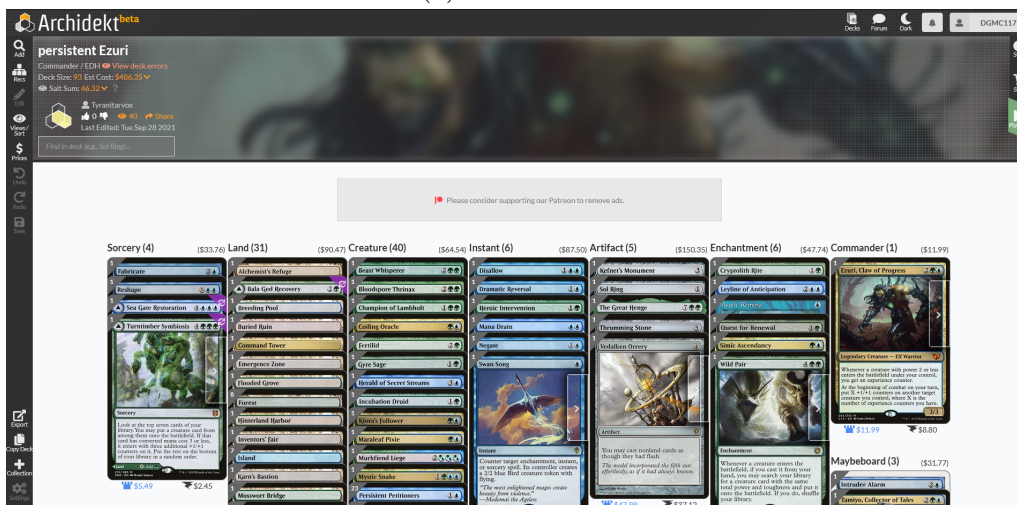 Archidekt beta
Decks
Forum
Dark
DGMC117
Add
Recs
Edit
Views/
Sort
Prices
Undo
Redo
Save
Export
Copy Deck
Collection
Settings
persistent Ezuri
Commander / EDH View deck errors
Deck Size: 93 Est Cost: $486.35
Salt Sum: 46.32 ?
Tyranitarvox
0 40 Share
Last Edited: Tue Sep 28 2021
Find in deck (e.g., Sol Ring)...
Please consider supporting our Patreon to remove ads.
Sorcery (4) ($33.76)
Fabricate
Reshape
Sea Gate Restoration
Turntimber Symbiosis
Sorcery
Look at the top seven cards of your
library. You may put a creature card from
among them onto the battlefield. If that
card has converted mana cost 3 or less,
it enters with three additional +1/+1
counters on it. Put the rest on the bottom
of your library in a random order.
$5.49 $2.45
Land (31) ($90.47)
Alchemist's Refuge
Bala Ged Recovery
Breeding Pool
Buried Ruin
Command Tower
Emergence Zone
Flooded Grove
Forest
Hinterland Harbor
Inventors' Fair
Island
Karn's Bastion
Mosswort Bridge
Creature (40) ($64.54)
Beast Whisperer
Bloodspore Thrinax
Champion of Lambholt
Coiling Oracle
Fertilid
Gyre Sage
Herald of Secret Streams
Incubation Druid
Kiora's Follower
Maraleaf Pixie
Murkfiend Liege
Mystic Snake
23
Persistent Petitioners
Instant (6) ($87.50)
Disallow
Dramatic Reversal
Heroic Intervention
Mana Drain
Negate
Swan Song
Instant
Counter target enchantment, instant,
or sorcery spell. Its controller creates
a 2/2 blue Bird creature token with
flying.
"The most enlightened mages create
beauty from violence."
—Medomai the Ageless
Artifact (5) ($150.35)
Kefnet's Monument
Sol Ring
The Great Henge
Thrumming Stone
Vedalken Orrery
Artifact
You may cast nonland cards as
though they had flash.
The model incorporated the fifth sun
effortlessly, as if it had always known.
$47.99 $37.12
Enchantment (6) ($47.74)
Cryptolith Rite
Leyline of Anticipation
Mystic Remora
Quest for Renewal
Simic Ascendancy
Wild Pair
Enchantment
Whenever a creature enters the
battlefield, if you cast it from your
hand, you may search your library
for a creature card with the same
total power and toughness and put it
onto the battlefield. If you do, shuffle
your library.
Commander (1) ($11.99)
Ezuri, Claw of Progress
Legendary Creature — Elf Warrior
Whenever a creature with power 2 or less
enters the battlefield under your control,
you get an experience counter.
At the beginning of combat on your turn,
put X +1/+1 counters on another target
creature you control, where X is the
number of experience counters you have.
3/3
$11.99 $8.80
Maybeboard (3) ($31.77)
Intruder Alarm
Tamiyo, Collector of Tales